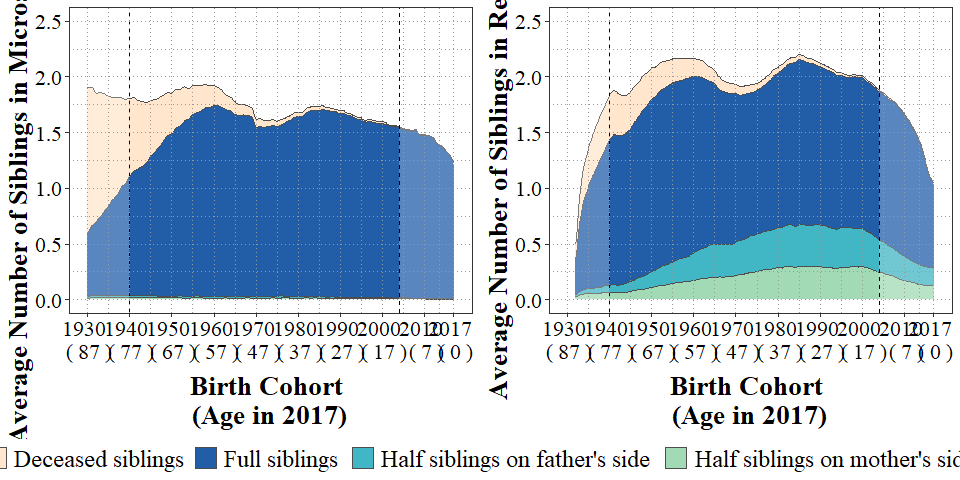 Average Number of Siblings in Micros
2.5
2.0
1.5
1.0
0.5
0.0
1930 1940 1950 1960 1970 1980 1990 2000 2010 2017
( 87 ) ( 77 ) ( 67 ) ( 57 ) ( 47 ) ( 37 ) ( 27 ) ( 17 ) ( 7 ) ( 0 )
Birth Cohort
(Age in 2017)
Average Number of Siblings in Re
2.5
2.0
1.5
1.0
0.5
0.0
1930 1940 1950 1960 1970 1980 1990 2000 2010 2017
( 87 ) ( 77 ) ( 67 ) ( 57 ) ( 47 ) ( 37 ) ( 27 ) ( 17 ) ( 7 ) ( 0 )
Birth Cohort
(Age in 2017)
Deceased siblings Full siblings Half siblings on father's side Half siblings on mother's sid